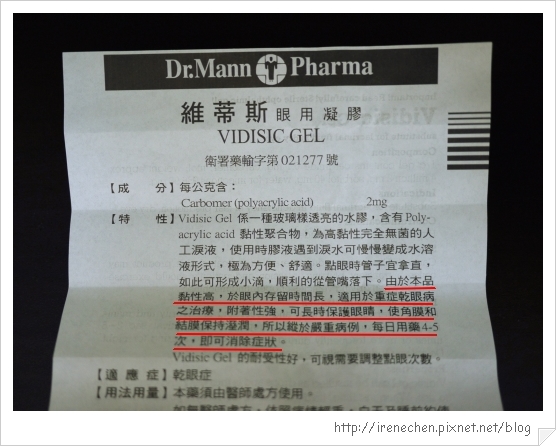 Dr.Mann Pharma
維蒂斯 眼用凝膠
VIDISIC GEL
衛署藥輸字第021277號
【成　分】每公克含：
Carbomer (polyacrylic acid) 2mg
【特　性】Vidisic Gel 係一種玻璃樣透亮的水膠，含有 Poly-
acrylic acid 黏性聚合物，為高黏性完全無菌的人
工淚液，使用時膠液遇到淚水可慢慢變成水溶
液形式，極為方便、舒適。點眼時管子宜拿直，
如此可形成小滴，順利的從管嘴落下。由於本品
黏性高，於眼內存留時間長，適用於重症乾眼病
之治療，附著性強，可長時保護眼睛，使角膜和
結膜保持溼潤，所以縱於嚴重病例，每日用藥4-5
次，即可消除症狀。
Vidisic Gel 的耐受性好，可視需要調整點眼次數。
【適應症】乾眼症
【用法用量】本藥須由醫師處方使用。
http://irenechen.pixnet.net/blog